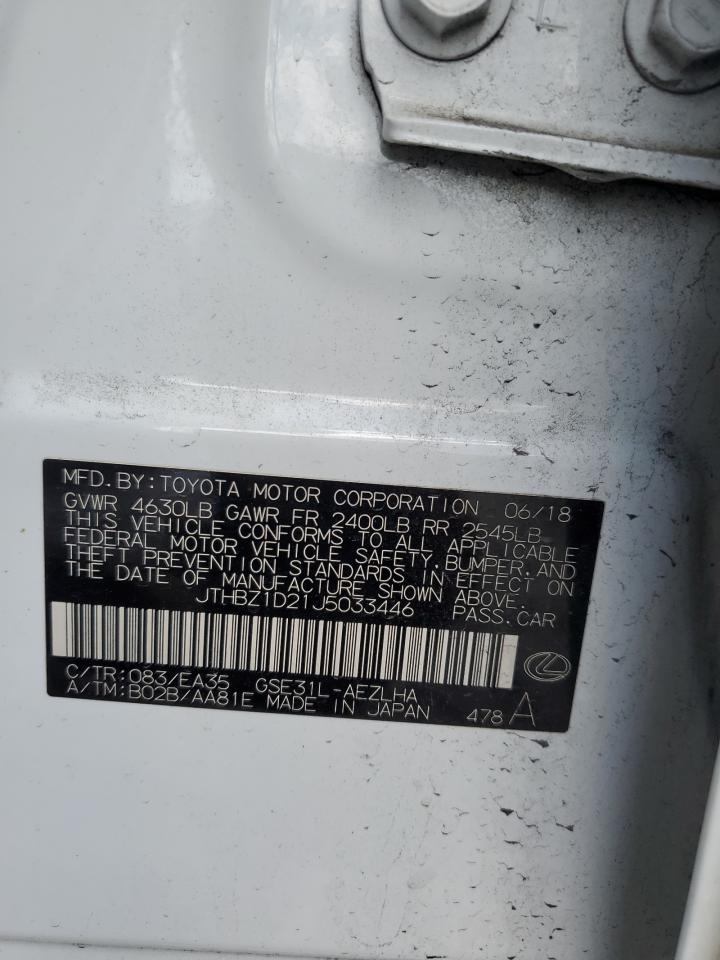 MFD.BY:TOYOTA MOTOR CORPORATION 06/18
GVWR 4630LB GAWR FR 2400LB RR 2545LB
THIS VEHICLE CONFORMS TO ALL APPLICABLE
FEDERAL MOTOR VEHICLE SAFETY,BUMPER,AND
THEFT PREVENTION STANDARDS IN EFFECT ON
THE DATE OF MANUFACTURE SHOWN ABOVE.
JTHBZ1D21J5033446 PASS.CAR
C/TR:083/EA35 GSE31L-AEZLHA
A/TM:B02B/AA81E MADE IN JAPAN 478 A